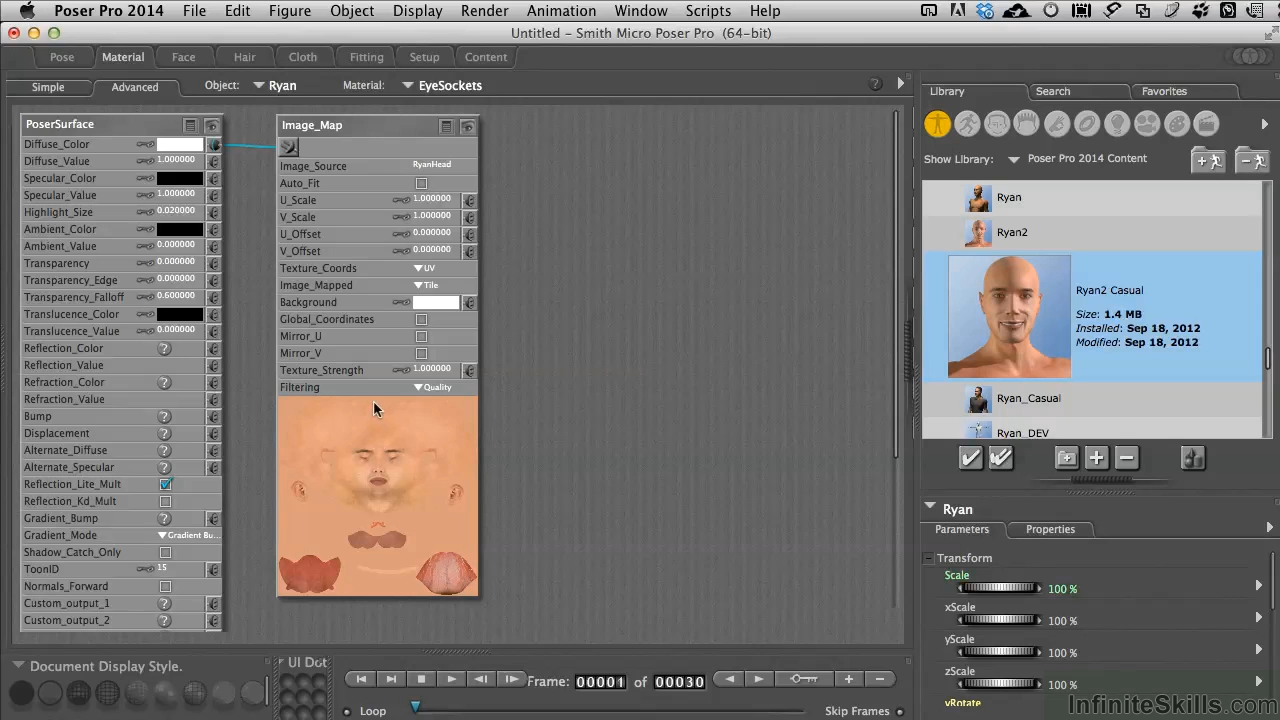 Poser Pro 2014 File Edit Figure Object Display Render Animation Window Scripts Help
Untitled - Smith Micro Poser Pro (64-bit)
Pose Material Face Hair Cloth Fitting Setup Content
Simple Advanced Object: Ryan Material: EyeSockets ?
PoserSurface
Diffuse_Color
Diffuse_Value 1.000000
Specular_Color
Specular_Value 1.000000
Highlight_Size 0.020000
Ambient_Color
Ambient_Value 0.000000
Transparency 0.000000
Transparency_Edge 0.000000
Transparency_Falloff 0.600000
Translucence_Color
Translucence_Value 0.000000
Reflection_Color ?
Reflection_Value
Refraction_Color ?
Refraction_Value
Bump ?
Displacement ?
Alternate_Diffuse ?
Alternate_Specular ?
Reflection_Lite_Mult
Reflection_Kd_Mult
Gradient_Bump ?
Gradient_Mode Gradient Bu...
Shadow_Catch_Only
ToonID 15
Normals_Forward
Custom_output_1 ?
Custom_output_2 ?
Image_Map
Image_Source RyanHead
Auto_Fit
U_Scale 1.000000
V_Scale 1.000000
U_Offset 0.000000
V_Offset 0.000000
Texture_Coords UV
Image_Mapped Tile
Background
Global_Coordinates
Mirror_U
Mirror_V
Texture_Strength 1.000000
Filtering Quality
Library Search Favorites
Show Library: Poser Pro 2014 Content
Ryan
Ryan2
Ryan2 Casual
Size: 1.4 MB
Installed: Sep 18, 2012
Modified: Sep 18, 2012
Ryan_Casual
Ryan_DEV
Ryan
Parameters Properties
Transform
Scale
100 %
xScale
100 %
yScale
100 %
zScale
100 %
yRotate
Document Display Style.
UI Dot
Frame: 00001 of 00030
Loop Skip Frames
InfiniteSkills.com